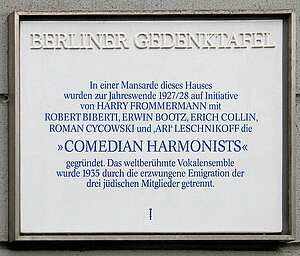 BERLINER GEDENKTAFEL
In einer Mansarde dieses Hauses
wurden zur Jahreswende 1927/28 auf Initiative
von HARRY FROMMERMANN mit
ROBERT BIBERTI, ERWIN BOOTZ, ERICH COLLIN,
ROMAN CYCOWSKI und ‚ARI‘ LESCHNIKOFF die
»COMEDIAN HARMONISTS«
gegründet. Das weltberühmte Vokalensemble
wurde 1935 durch die erzwungene Emigration der
drei jüdischen Mitglieder getrennt.